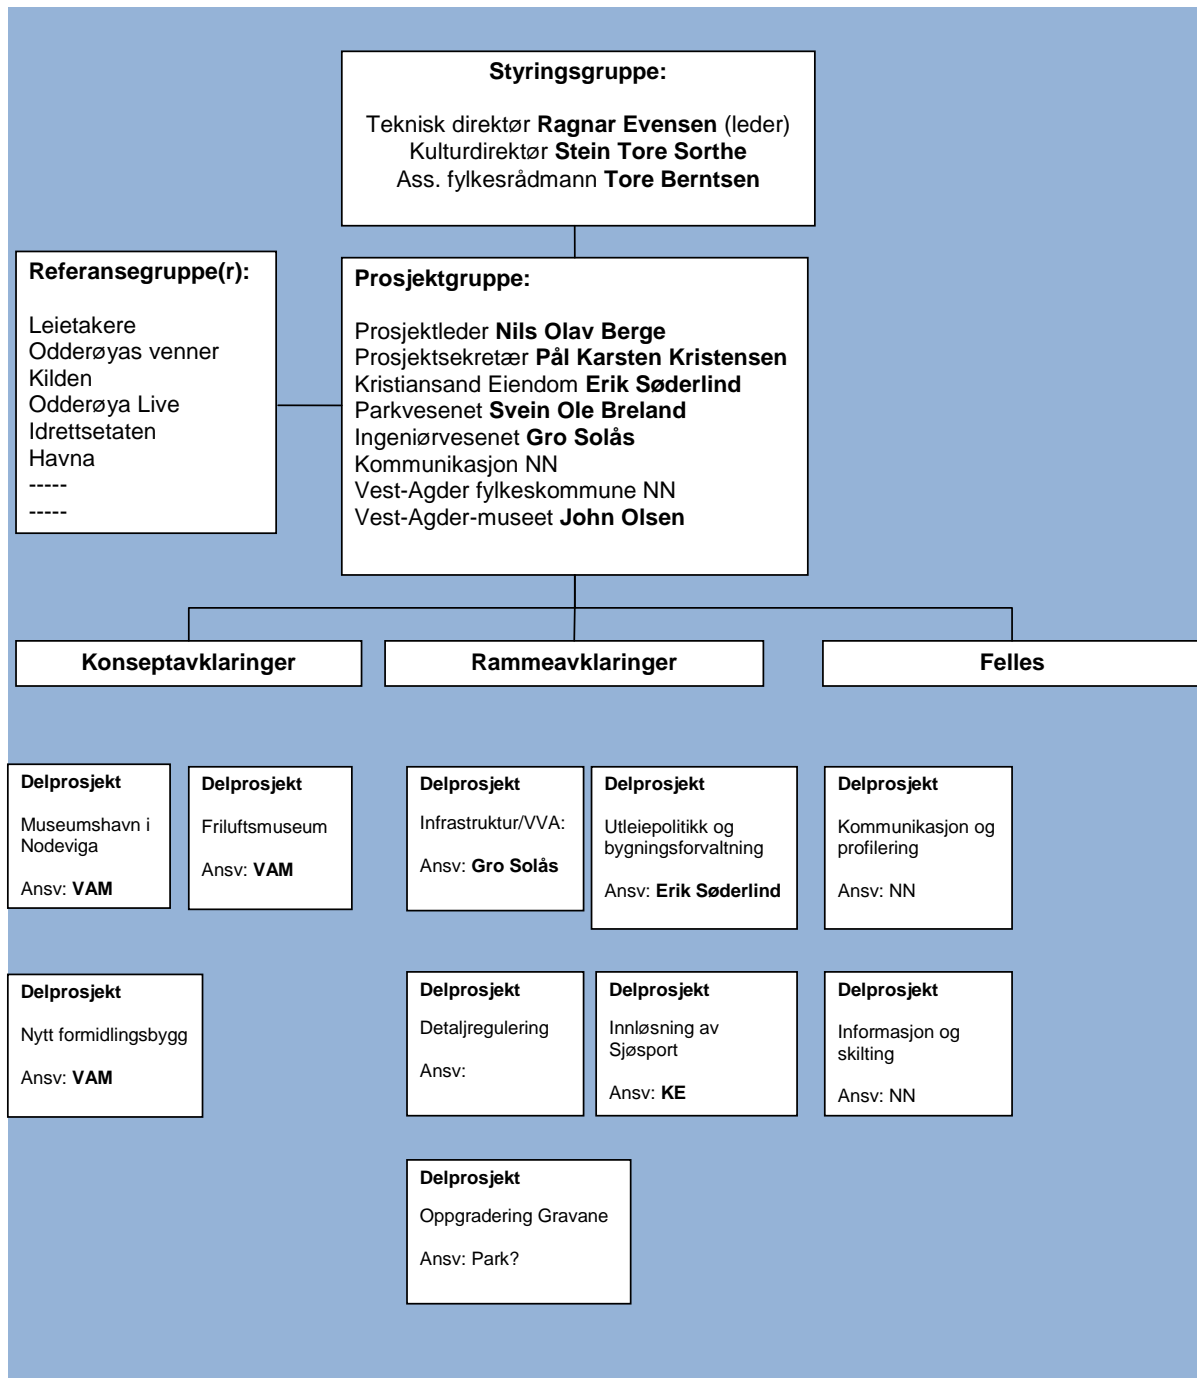 Styringsgruppe:
Teknisk direktør Ragnar Evensen (leder)
Kulturdirektør Stein Tore Sorthe
Ass. fylkesrådmann Tore Berntsen
Referansegruppe(r):
Leietakere
Odderøyas venner
Kilden
Odderøya Live
Idrettsetaten
Havna
-----
-----
Prosjektgruppe:
Prosjektleder Nils Olav Berge
Prosjektsekretær Pål Karsten Kristensen
Kristiansand Eiendom Erik Søderlind
Parkvesenet Svein Ole Breland
Ingeniørvesenet Gro Solås
Kommunikasjon NN
Vest-Agder fylkeskommune NN
Vest-Agder-museet John Olsen
Konseptavklaringer
Rammeavklaringer
Felles
Delprosjekt
Museumshavn i
Nodeviga
Ansv: VAM
Delprosjekt
Friluftsmuseum
Ansv: VAM
Delprosjekt
Infrastruktur/VVA:
Ansv: Gro Solås
Delprosjekt
Utleiepolitikk og
bygningsforvaltning
Ansv: Erik Søderlind
Delprosjekt
Kommunikasjon og
profilering
Ansv: NN
Delprosjekt
Nytt formidlingsbygg
Ansv: VAM
Delprosjekt
Detaljregulering
Ansv:
Delprosjekt
Innløsning av
Sjøsport
Ansv: KE
Delprosjekt
Informasjon og
skilting
Ansv: NN
Delprosjekt
Oppgradering Gravane
Ansv: Park?